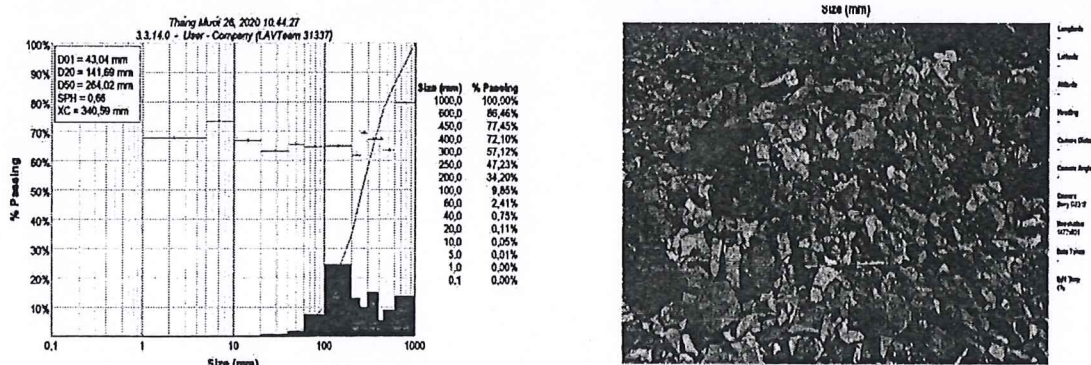 Tháng Mười 26, 2020 10.44.27
3.3.14.0 - User - Company (LAVTeam 31337)
D01 = 43,04 mm
D20 = 141,69 mm
D50 = 264,02 mm
SPH = 0,66
XC = 340,59 mm
% Passing
100%
90%
80%
70%
60%
50%
40%
30%
20%
10%
0,1 1 10 100 1000
Size (mm)
Size (mm) % Passing
1000,0 100,00%
600,0 86,46%
450,0 77,45%
400,0 72,10%
300,0 57,12%
250,0 47,23%
200,0 34,20%
100,0 9,85%
60,0 2,41%
40,0 0,75%
20,0 0,11%
10,0 0,05%
5,0 0,01%
1,0 0,00%
0,1 0,00%
Size (mm)
Longitude
Latitude
Altitude
Heading
Camera